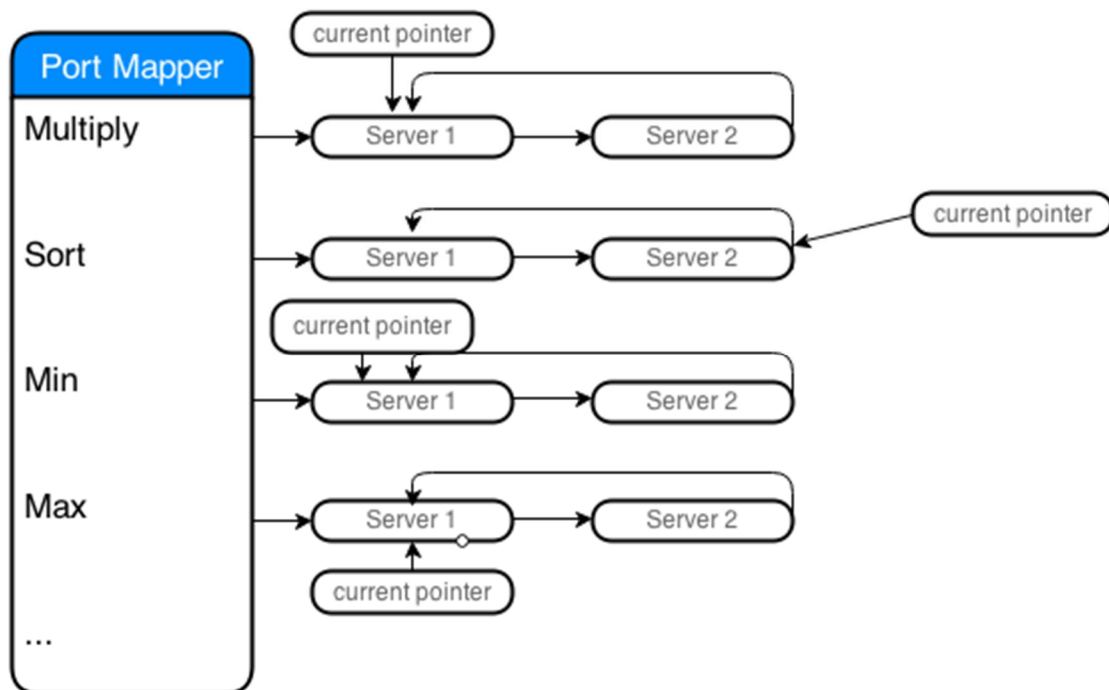 current pointer
Port Mapper
Multiply
Server 1
Server 2
current pointer
Sort
Server 1
Server 2
current pointer
Min
Server 1
Server 2
Max
Server 1
Server 2
current pointer
...